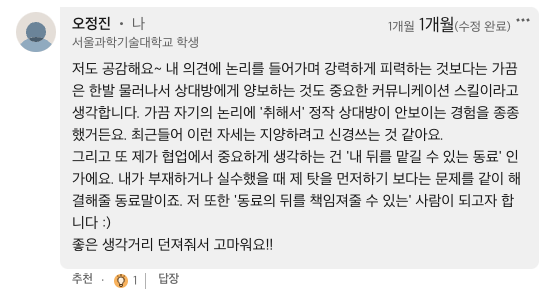 오정진 · 나
1개월 1개월(수정 완료) •••
서울과학기술대학교 학생
저도 공감해요~ 내 의견에 논리를 들어가며 강력하게 피력하는 것보다는 가끔
은 한발 물러나서 상대방에게 양보하는 것도 중요한 커뮤니케이션 스킬이라고
생각합니다. 가끔 자기의 논리에 '취해서' 정작 상대방이 안보이는 경험을 종종
했거든요. 최근들어 이런 자세는 지양하려고 신경쓰는 것 같아요.
그리고 또 제가 협업에서 중요하게 생각하는 건 '내 뒤를 맡길 수 있는 동료' 인
가에요. 내가 부재하거나 실수했을 때 제 탓을 먼저하기 보다는 문제를 같이 해
결해줄 동료말이죠. 저 또한 '동료의 뒤를 책임져줄 수 있는' 사람이 되고자 합
니다 :)
좋은 생각거리 던져줘서 고마워요!!
추천 · 1 답장